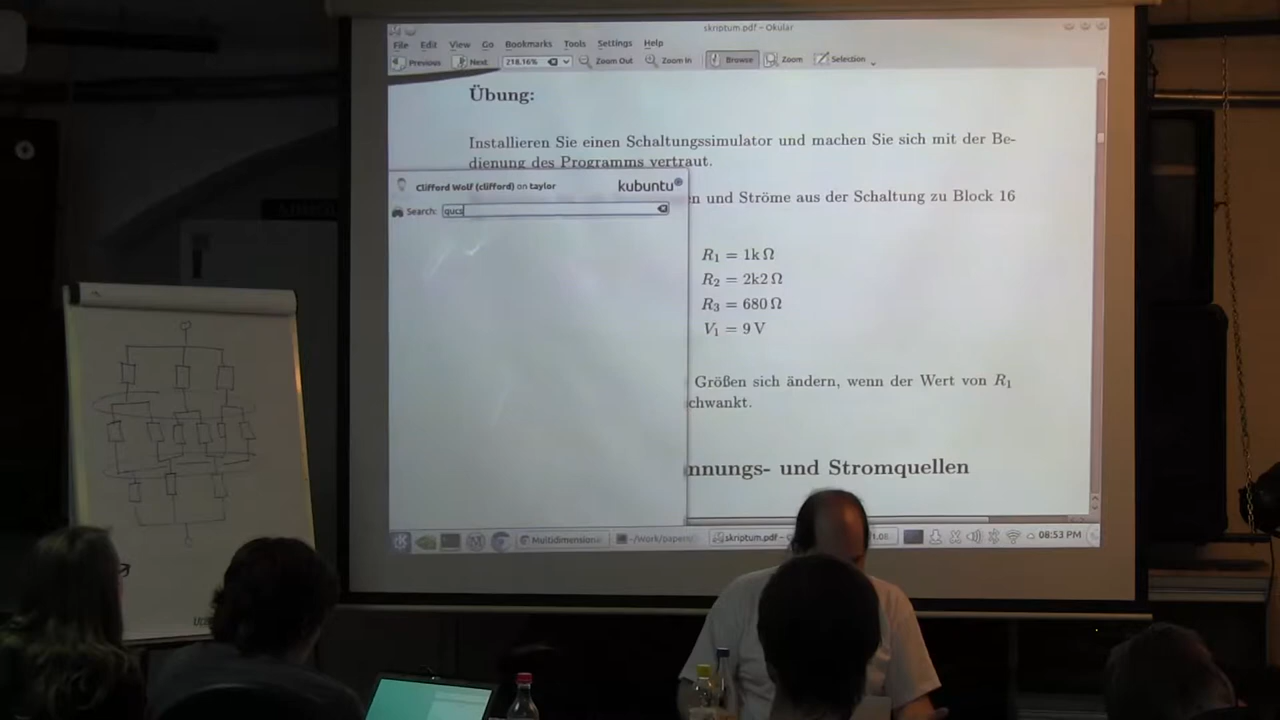 skriptum.pdf – Okular
File Edit View Go Bookmarks Tools Settings Help
Previous Next 218.16% Zoom Out Zoom In Browse Zoom Selection
Übung:
Installieren Sie einen Schaltungssimulator und machen Sie sich mit der Be-
dienung des Programms vertraut.
Clifford Wolf (clifford) on taylor kubuntu
Search: qucs
n und Ströme aus der Schaltung zu Block 16
R1 = 1k Ω
R2 = 2k2 Ω
R3 = 680 Ω
V1 = 9 V
Größen sich ändern, wenn der Wert von R1
chwankt.
nnungs- und Stromquellen
Multidimensione ~/work/papers skriptum.pdf – 08:53 PM